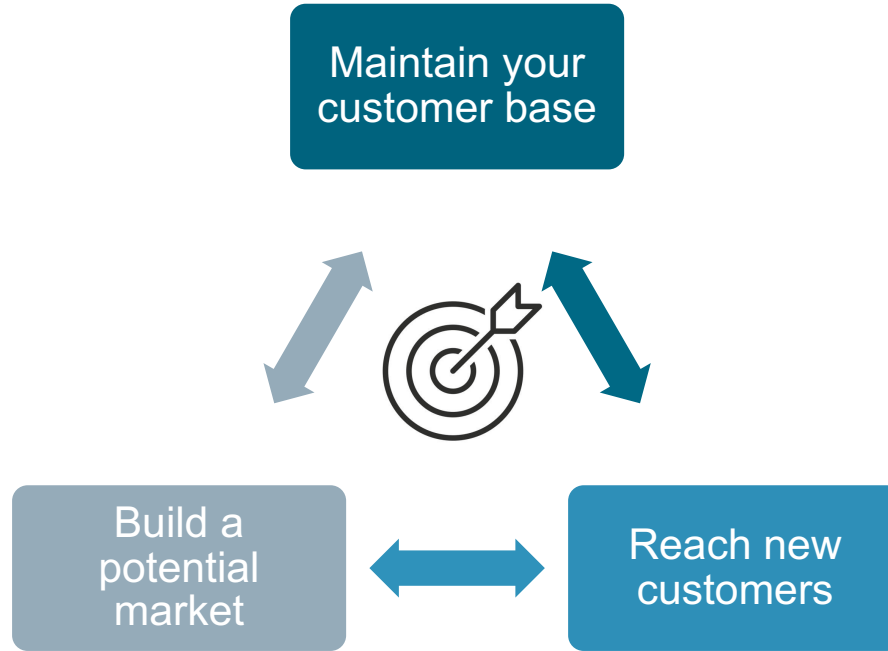 Maintain your
customer base
Build a
potential
market
Reach new
customers